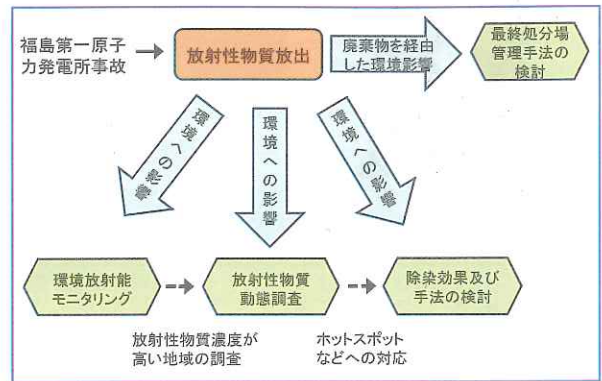 福島第一原子
力発電所事故
放射性物質放出
廃棄物を経由
した環境影響
最終処分場
管理手法の
検討
環境への影響
環境への影響
環境への影響
環境放射能
モニタリング
放射性物質
動態調査
除染効果及び
手法の検討
放射性物質濃度が
高い地域の調査
ホットスポット
などへの対応